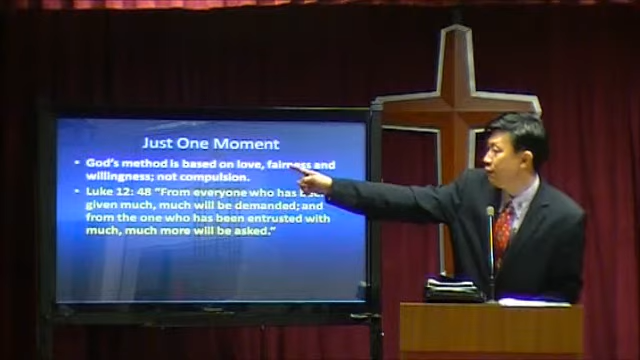 Just One Moment
• God's method is based on love, fairness and
willingness; not compulsion.
• Luke 12: 48 "From everyone who has been
given much, much will be demanded; and
from the one who has been entrusted with
much, much more will be asked."